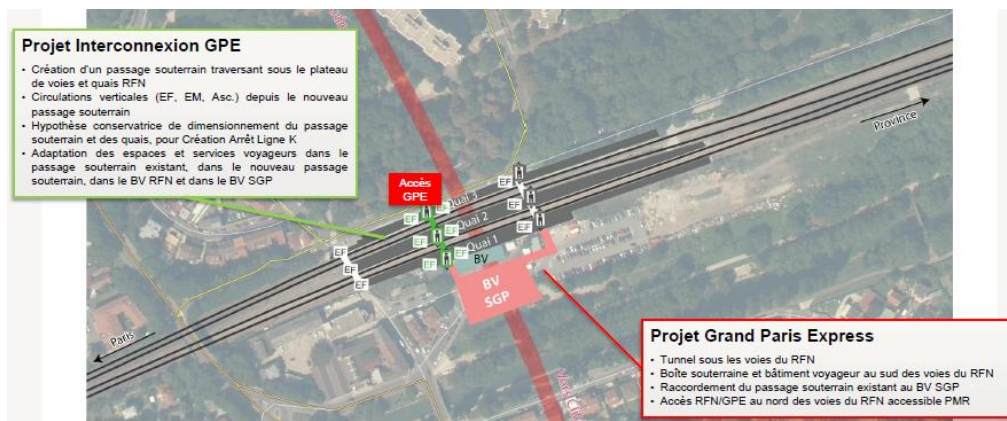 Projet Interconnexion GPE
• Création d'un passage souterrain traversant sous le plateau
de voies et quais RFN
• Circulations verticales (EF, EM, Asc.) depuis le nouveau
passage souterrain
• Hypothèse conservatrice de dimensionnement du passage
souterrain et des quais, pour Création Arrêt Ligne K
• Adaptation des espaces et services voyageurs dans le
passage souterrain existant, dans le nouveau passage
souterrain, dans le BV RFN et dans le BV SGP
Province
Accès
GPE
EF
Quai 3
EF
EF
EF
Quai 2
EF
EF
EF
Quai 1
EF
EF
EF
EF
EF
BV
BV
SGP
Paris
Projet Grand Paris Express
• Tunnel sous les voies du RFN
• Boîte souterraine et bâtiment voyageur au sud des voies du RFN
• Raccordement du passage souterrain existant au BV SGP
• Accès RFN/GPE au nord des voies du RFN accessible PMR